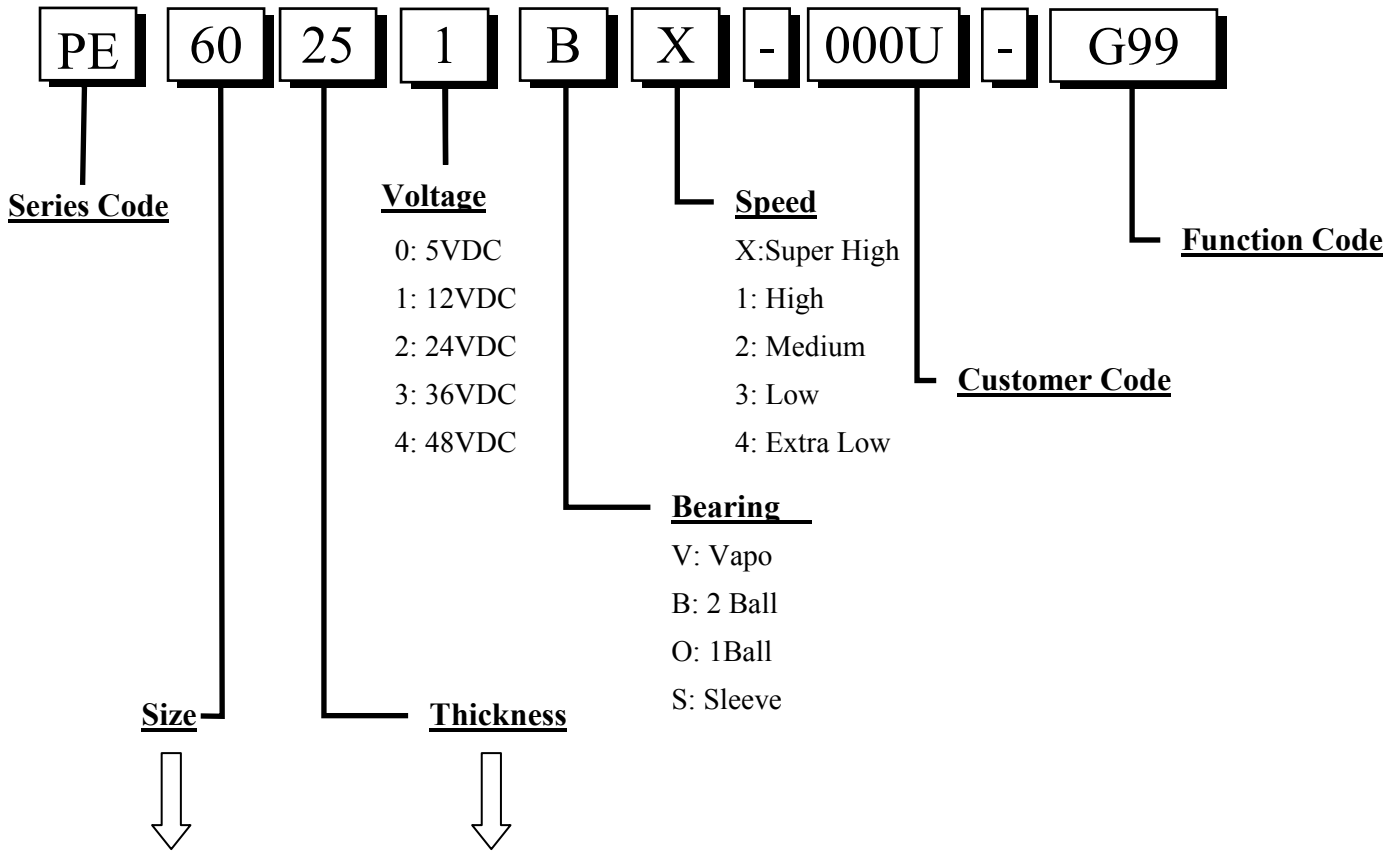 PE 60 25 1 B X - 000U - G99
Series Code
Voltage
0: 5VDC
1: 12VDC
2: 24VDC
3: 36VDC
4: 48VDC
Speed
X:Super High
1: High
2: Medium
3: Low
4: Extra Low
Function Code
Customer Code
Bearing
V: Vapo
B: 2 Ball
O: 1Ball
S: Sleeve
Size
Thickness